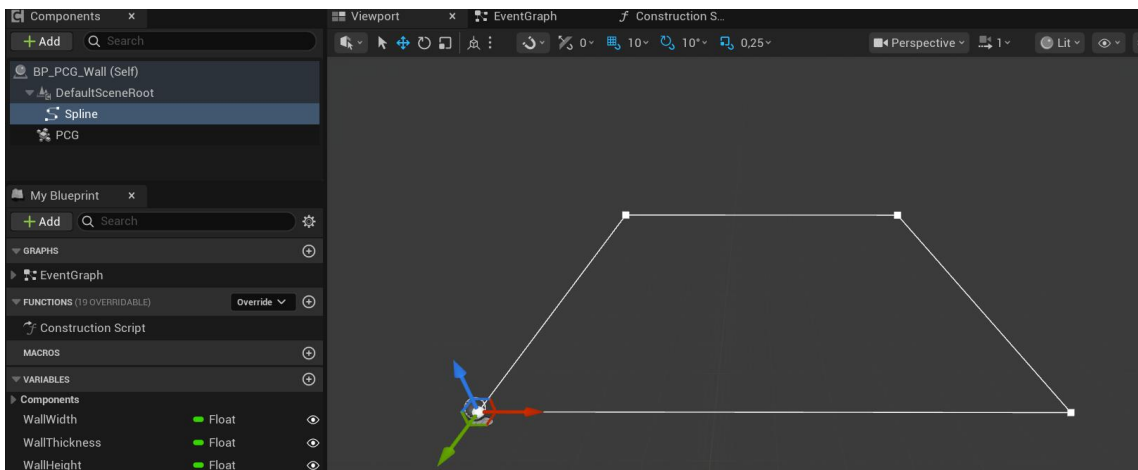 Components
Viewport
EventGraph
Construction S...
Add
Search
0
10
10°
0,25
Perspective
1
Lit
BP_PCG_Wall (Self)
DefaultSceneRoot
Spline
PCG
My Blueprint
Add
Search
GRAPHS
EventGraph
FUNCTIONS (19 OVERRIDABLE)
Override
Construction Script
MACROS
VARIABLES
Components
WallWidth
Float
WallThickness
Float
WallHeight
Float